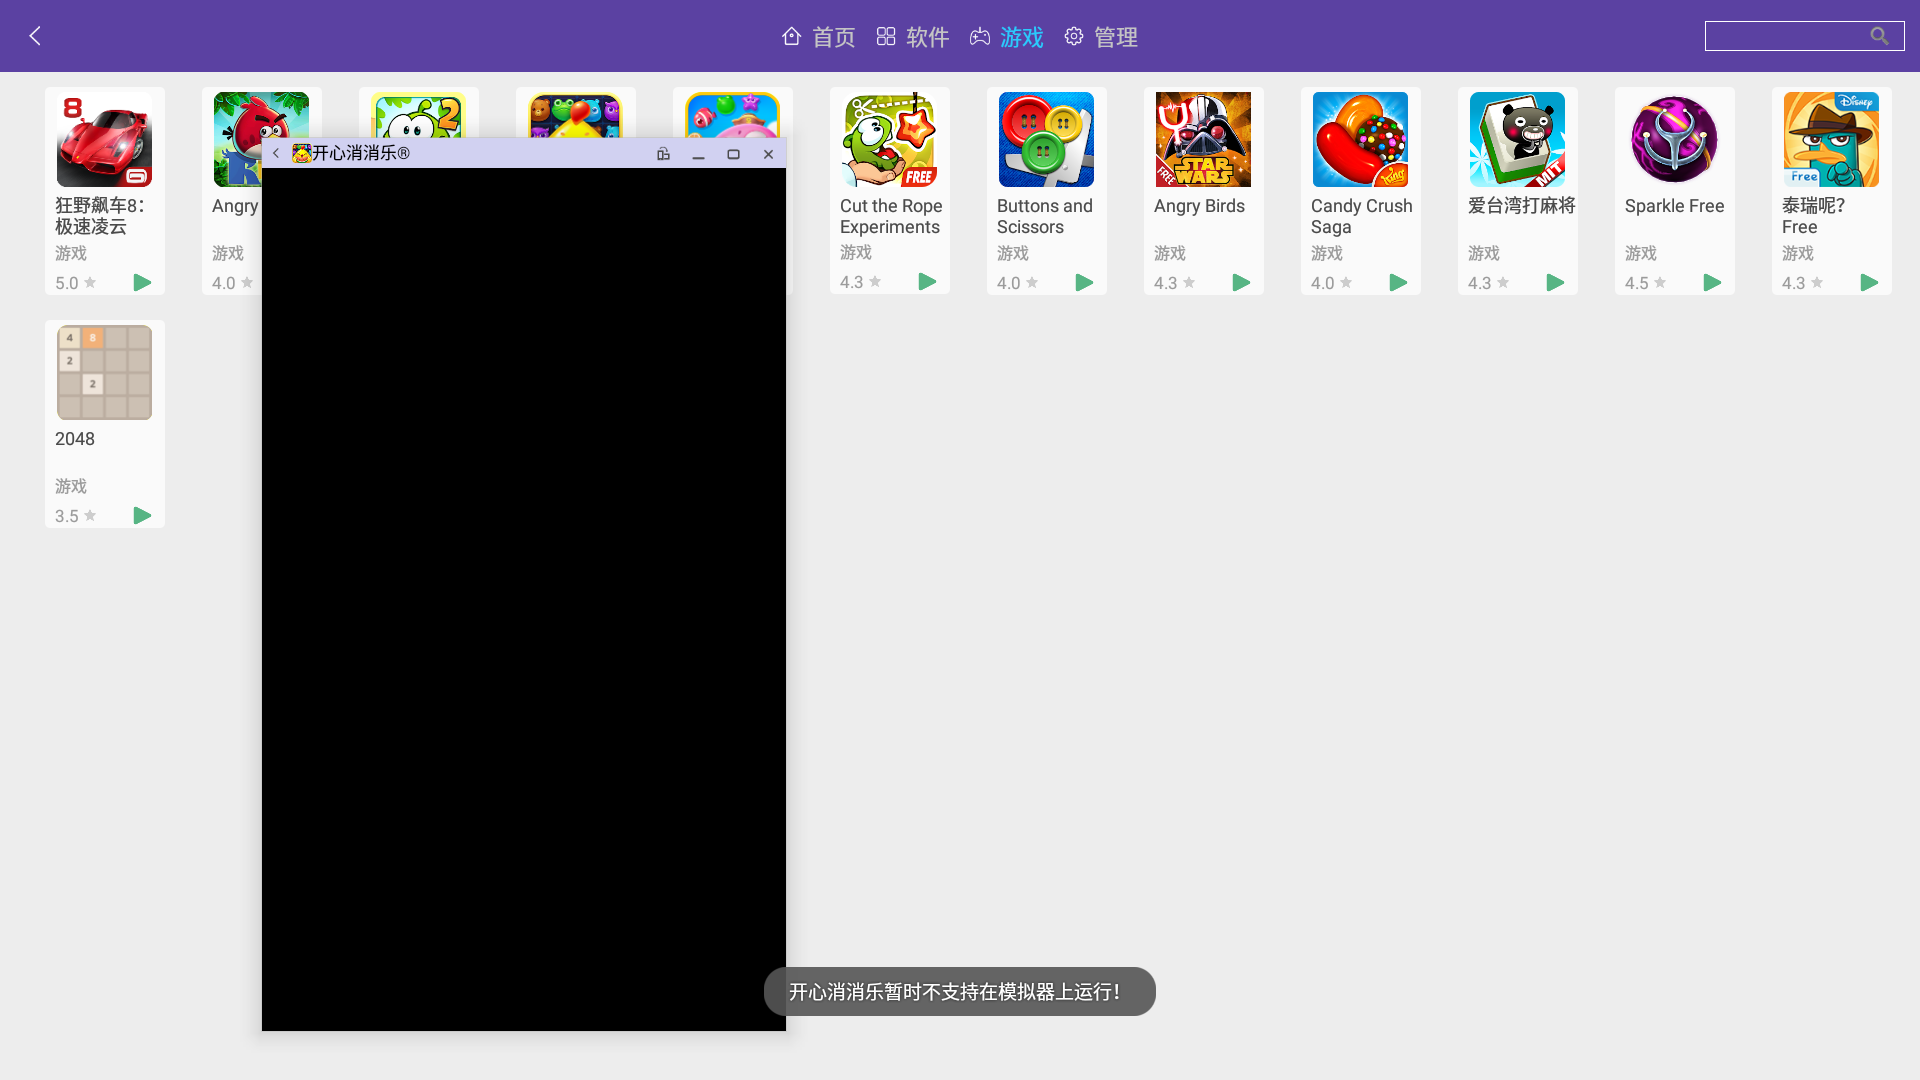 首页 软件 游戏 管理
8
狂野飙车8：
极速凌云
游戏
5.0
R
Angry
游戏
4.0
2
开心消消乐®
FREE
Cut the Rope
Experiments
游戏
4.3
Buttons and
Scissors
游戏
4.0
FREE
STAR
WARS
Angry Birds
游戏
4.3
King
Candy Crush
Saga
游戏
4.0
MIT
爱台湾打麻将
游戏
4.3
Sparkle Free
游戏
4.5
Disney
Free
泰瑞呢？
Free
游戏
4.3
4 8
2
2
2048
游戏
3.5
开心消消乐暂时不支持在模拟器上运行！